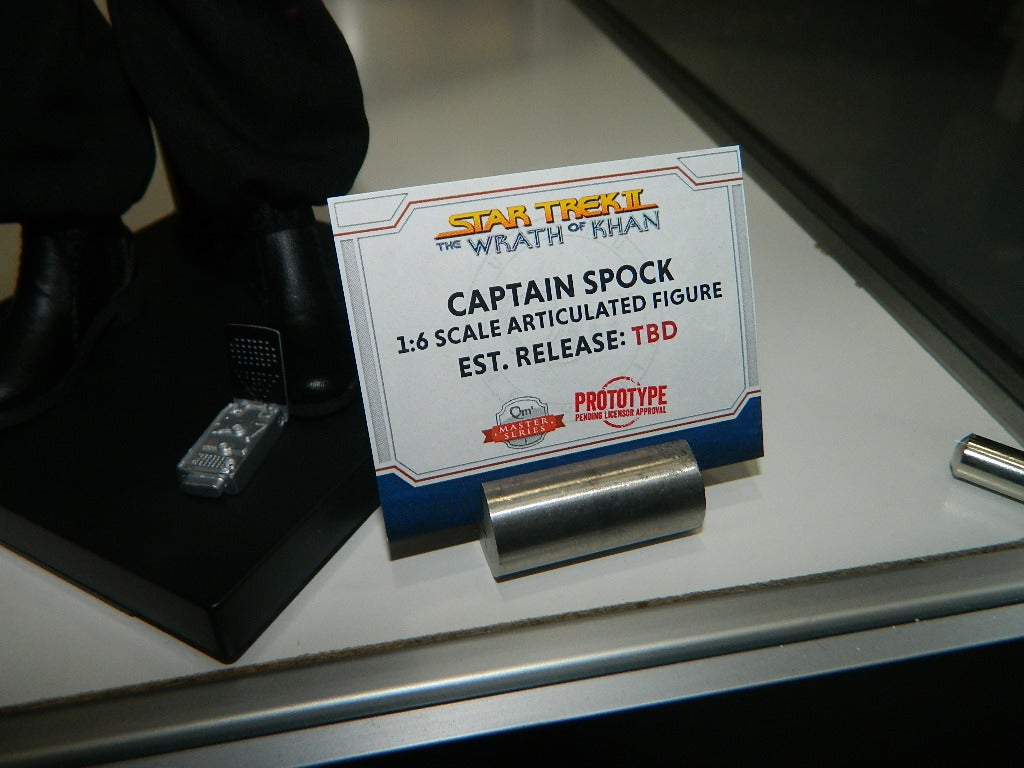 STAR TREK II
THE WRATH OF KHAN
CAPTAIN SPOCK
1:6 SCALE ARTICULATED FIGURE
EST. RELEASE: TBD
Qmx
MASTER
SERIES
PROTOTYPE
PENDING LICENSOR APPROVAL